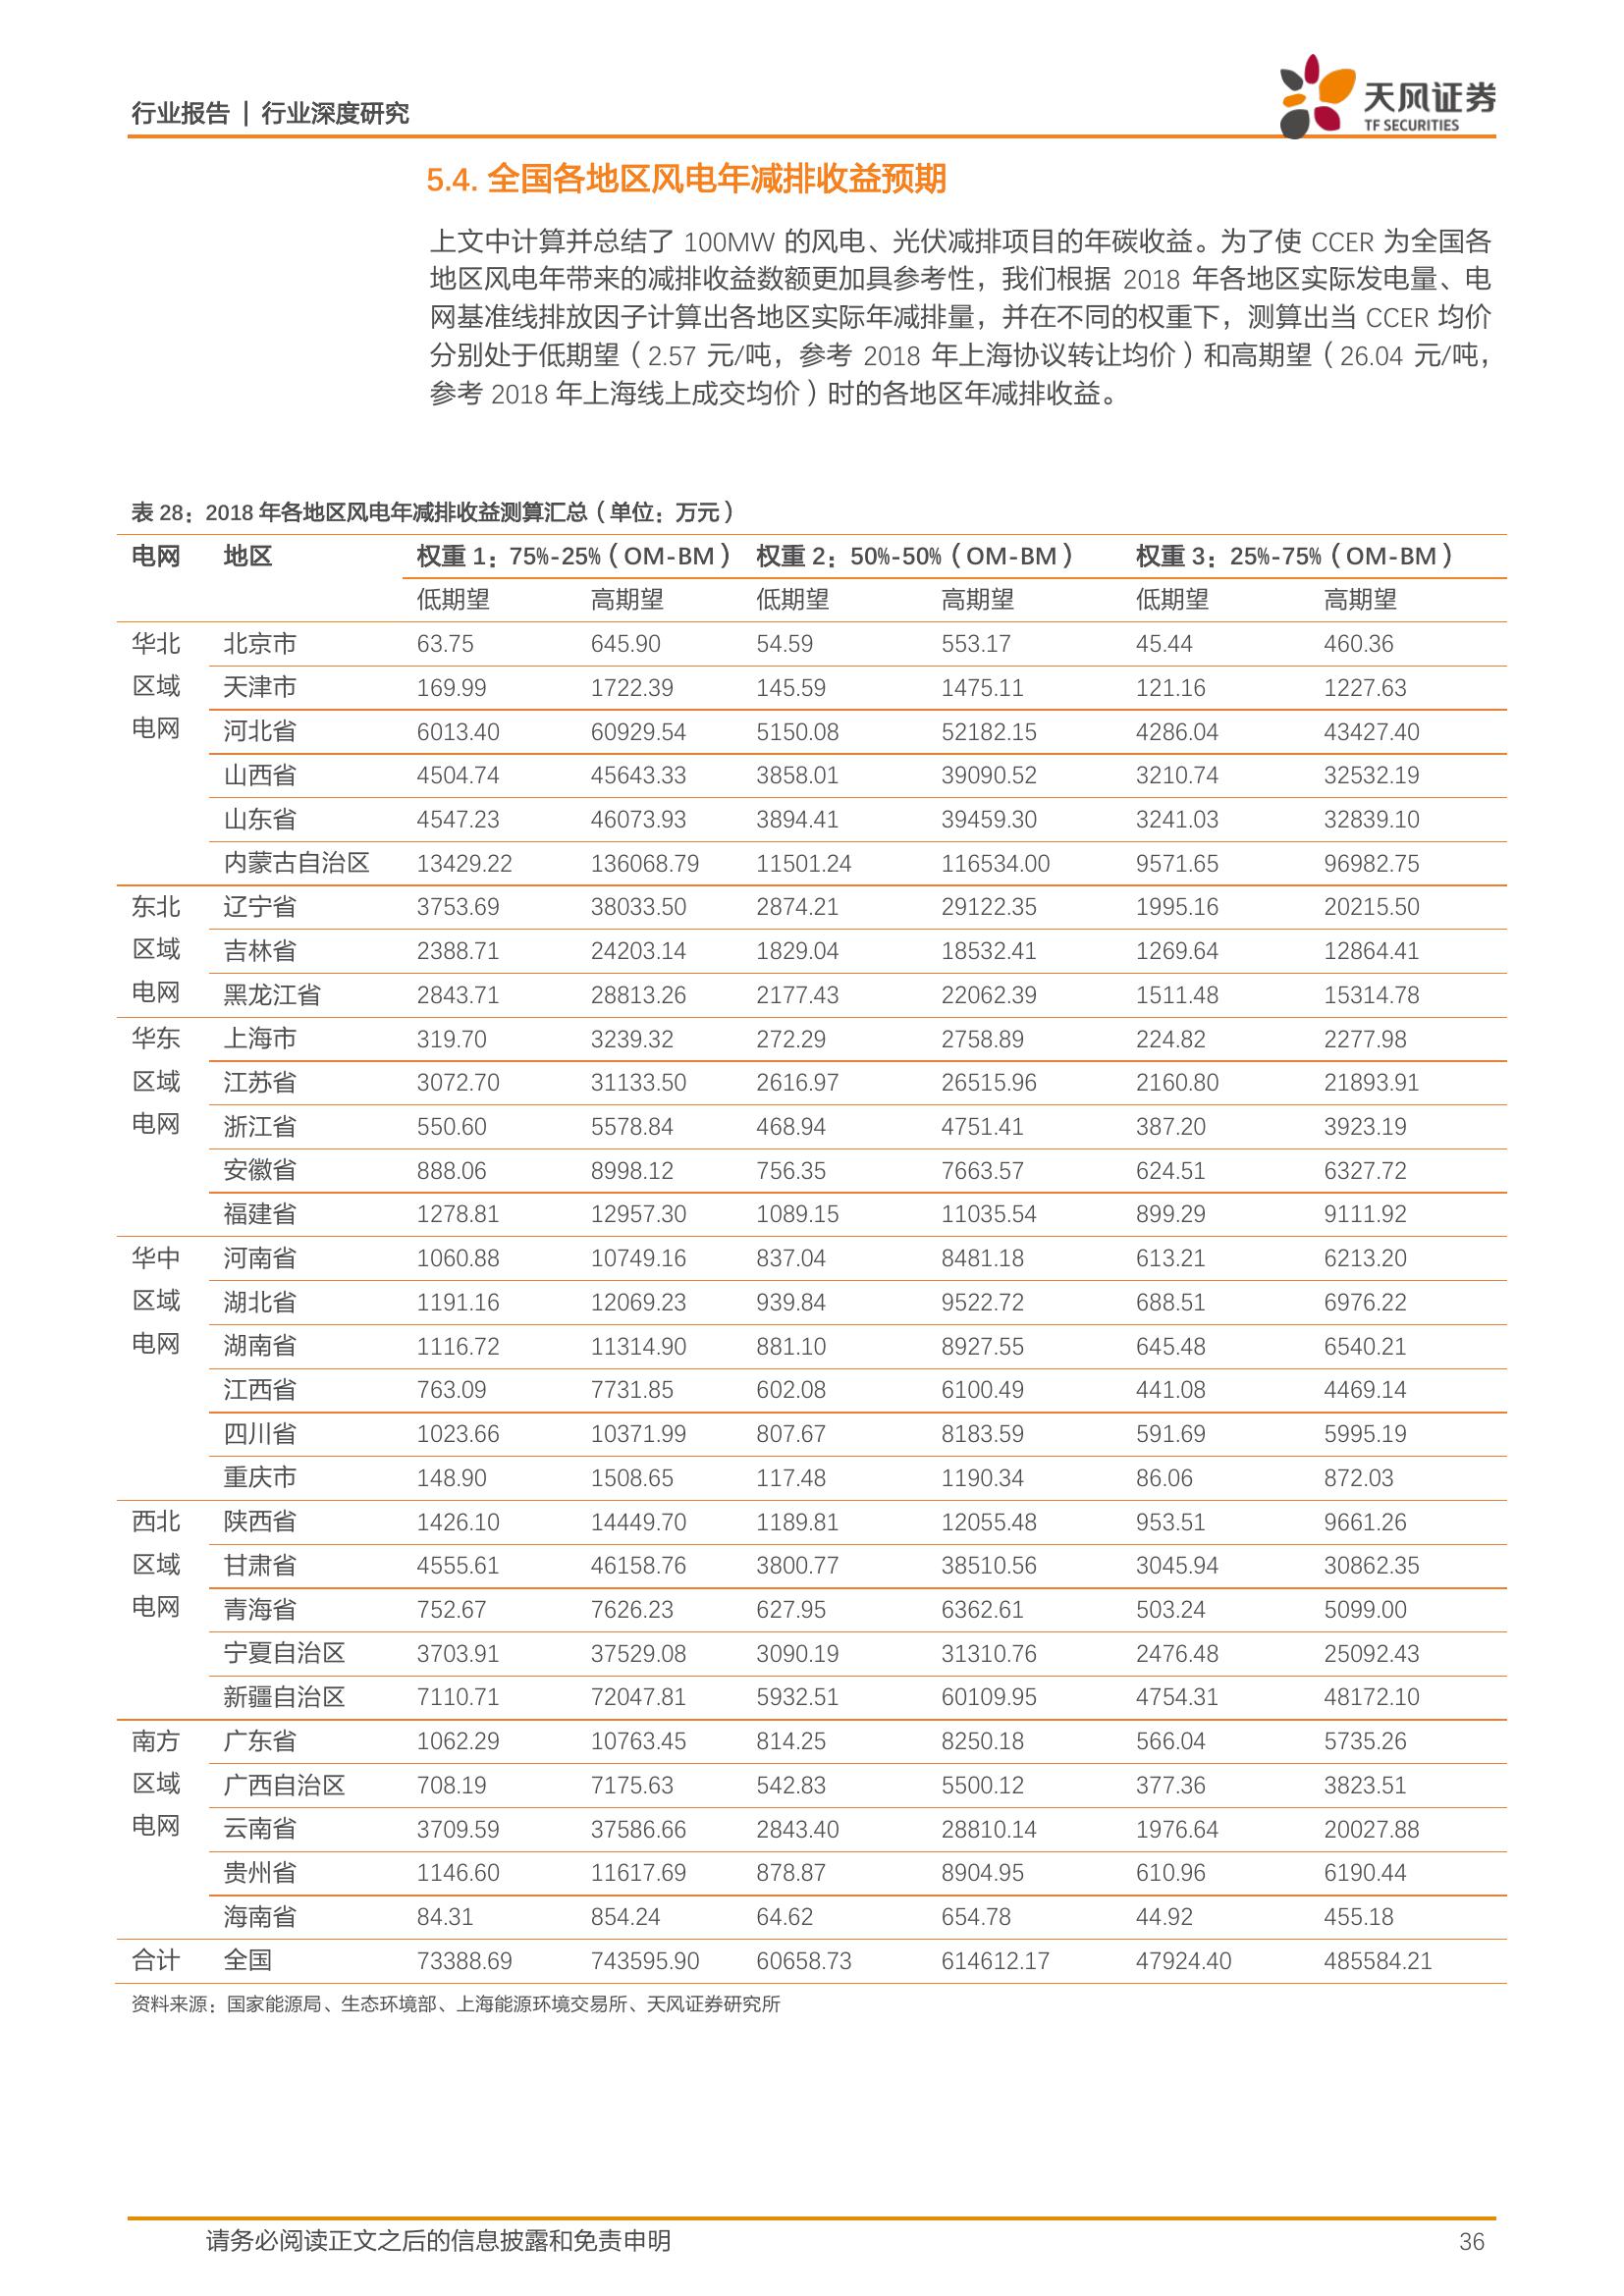 行业报告 | 行业深度研究
天风证券
TF SECURITIES
5.4. 全国各地区风电年减排收益预期
上文中计算并总结了 100MW 的风电、光伏减排项目的年碳收益。为了使 CCER 为全国各
地区风电年带来的减排收益数额更加具参考性，我们根据 2018 年各地区实际发电量、电
网基准线排放因子计算出各地区实际年减排量，并在不同的权重下，测算出当 CCER 均价
分别处于低期望（2.57 元/吨，参考 2018 年上海协议转让均价）和高期望（26.04 元/吨，
参考 2018 年上海线上成交均价）时的各地区年减排收益。
表 28：2018 年各地区风电年减排收益测算汇总（单位：万元）
电网 地区 权重 1：75%-25%（OM-BM） 权重 2：50%-50%（OM-BM） 权重 3：25%-75%（OM-BM）
低期望 高期望 低期望 高期望 低期望 高期望
华北 北京市 63.75 645.90 54.59 553.17 45.44 460.36
区域 天津市 169.99 1722.39 145.59 1475.11 121.16 1227.63
电网 河北省 6013.40 60929.54 5150.08 52182.15 4286.04 43427.40
山西省 4504.74 45643.33 3858.01 39090.52 3210.74 32532.19
山东省 4547.23 46073.93 3894.41 39459.30 3241.03 32839.10
内蒙古自治区 13429.22 136068.79 11501.24 116534.00 9571.65 96982.75
东北 辽宁省 3753.69 38033.50 2874.21 29122.35 1995.16 20215.50
区域 吉林省 2388.71 24203.14 1829.04 18532.41 1269.64 12864.41
电网 黑龙江省 2843.71 28813.26 2177.43 22062.39 1511.48 15314.78
华东 上海市 319.70 3239.32 272.29 2758.89 224.82 2277.98
区域 江苏省 3072.70 31133.50 2616.97 26515.96 2160.80 21893.91
电网 浙江省 550.60 5578.84 468.94 4751.41 387.20 3923.19
安徽省 888.06 8998.12 756.35 7663.57 624.51 6327.72
福建省 1278.81 12957.30 1089.15 11035.54 899.29 9111.92
华中 河南省 1060.88 10749.16 837.04 8481.18 613.21 6213.20
区域 湖北省 1191.16 12069.23 939.84 9522.72 688.51 6976.22
电网 湖南省 1116.72 11314.90 881.10 8927.55 645.48 6540.21
江西省 763.09 7731.85 602.08 6100.49 441.08 4469.14
四川省 1023.66 10371.99 807.67 8183.59 591.69 5995.19
重庆市 148.90 1508.65 117.48 1190.34 86.06 872.03
西北 陕西省 1426.10 14449.70 1189.81 12055.48 953.51 9661.26
区域 甘肃省 4555.61 46158.76 3800.77 38510.56 3045.94 30862.35
电网 青海省 752.67 7626.23 627.95 6362.61 503.24 5099.00
宁夏自治区 3703.91 37529.08 3090.19 31310.76 2476.48 25092.43
新疆自治区 7110.71 72047.81 5932.51 60109.95 4754.31 48172.10
南方 广东省 1062.29 10763.45 814.25 8250.18 566.04 5735.26
区域 广西自治区 708.19 7175.63 542.83 5500.12 377.36 3823.51
电网 云南省 3709.59 37586.66 2843.40 28810.14 1976.64 20027.88
贵州省 1146.60 11617.69 878.87 8904.95 610.96 6190.44
海南省 84.31 854.24 64.62 654.78 44.92 455.18
合计 全国 73388.69 743595.90 60658.73 614612.17 47924.40 485584.21
资料来源：国家能源局、生态环境部、上海能源环境交易所、天风证券研究所
请务必阅读正文之后的信息披露和免责申明 36